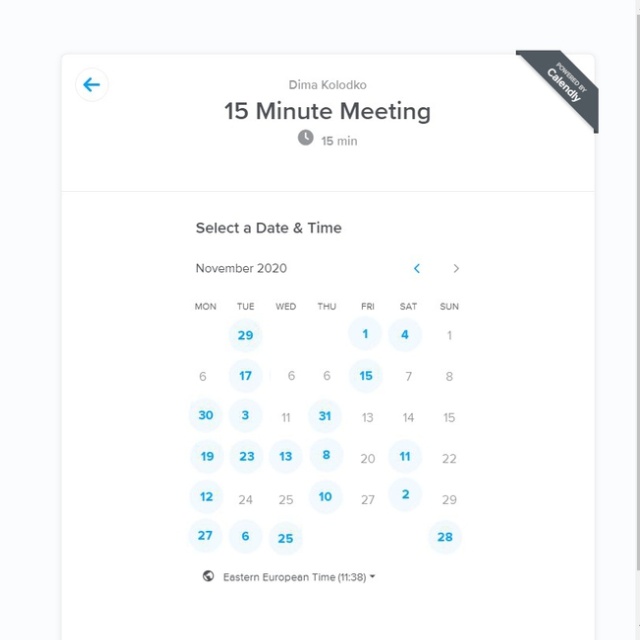 Dima Kolodko
POWERED BY
Calendly
15 Minute Meeting
15 min
Select a Date & Time
November 2020
MON TUE WED THU FRI SAT SUN
29 1 4 1
6 17 6 6 15 7 8
30 3 11 31 13 14 15
19 23 13 8 20 11 22
12 24 25 10 27 2 29
27 6 25 28
Eastern European Time (11:38)